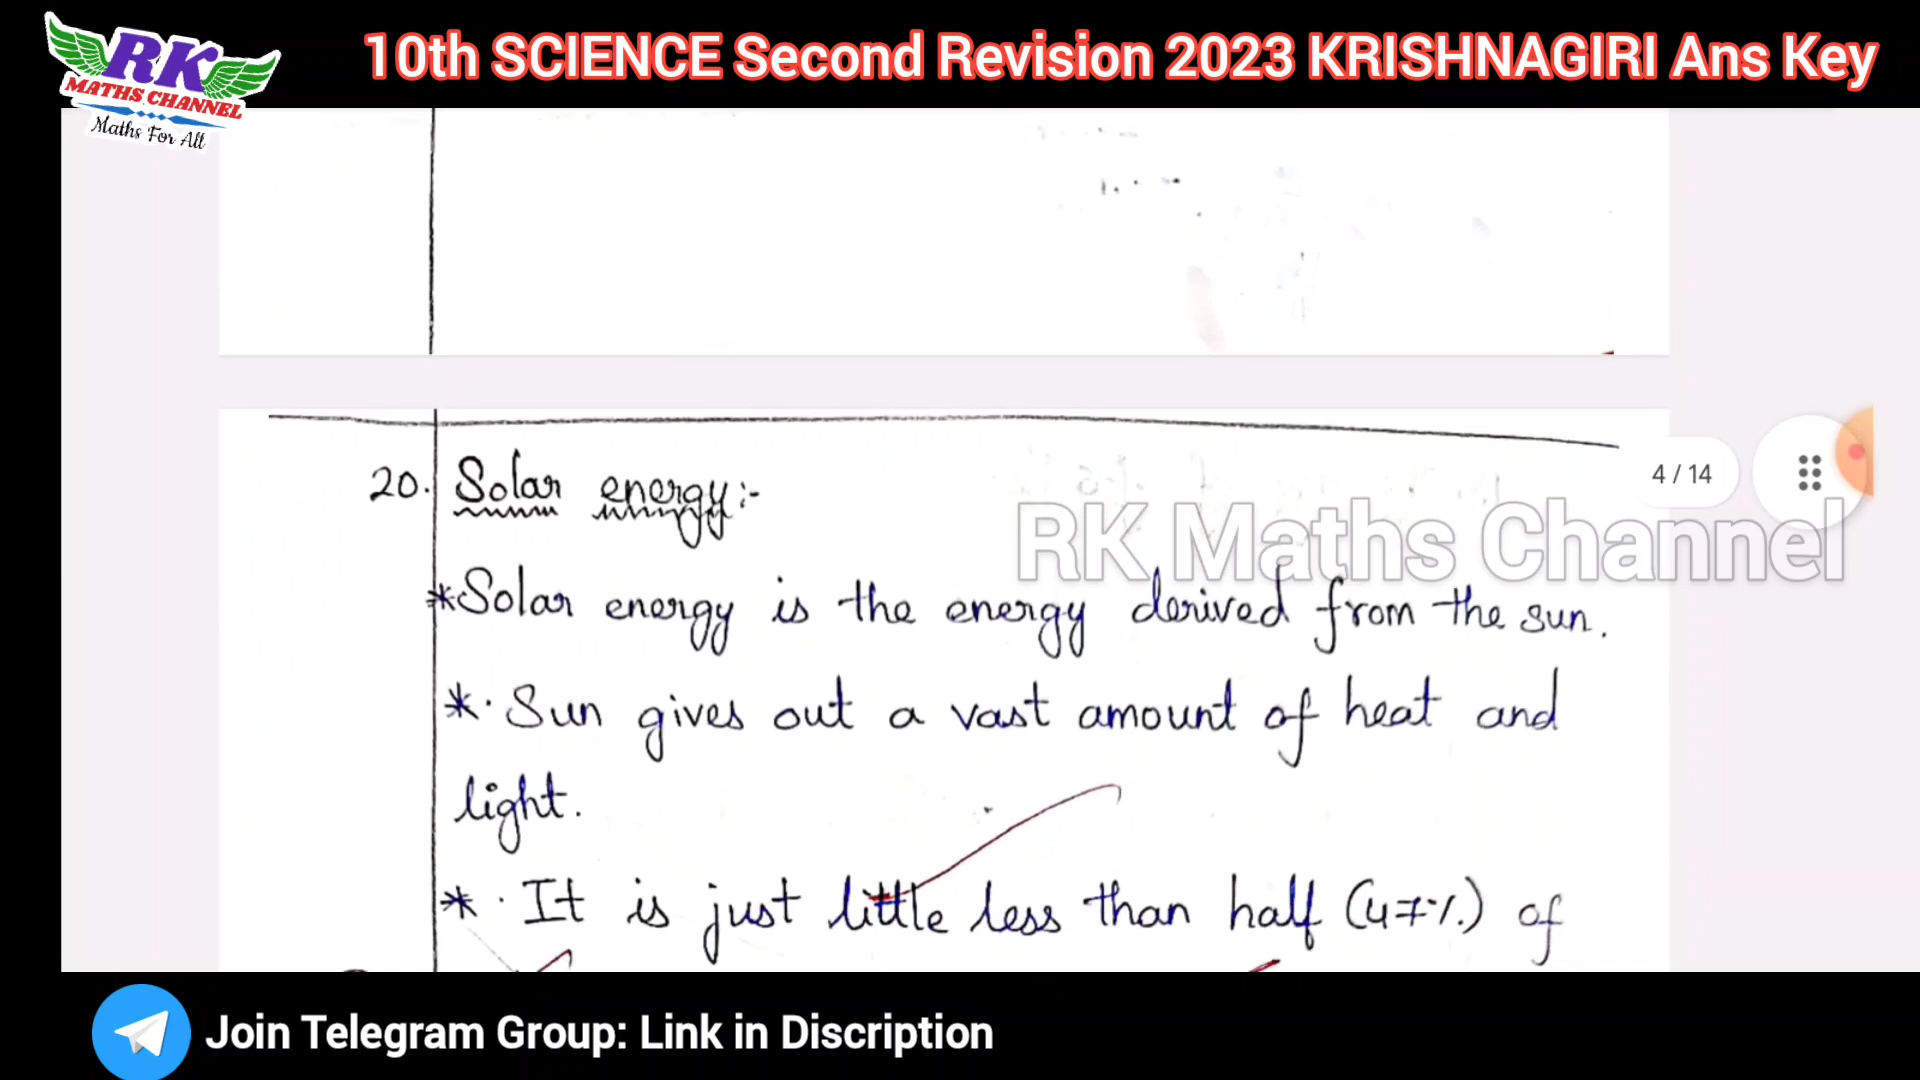 RK
MATHS CHANNEL
Maths For All
10th SCIENCE Second Revision 2023 KRISHNAGIRI Ans Key
4 / 14
RK Maths Channel
20. Solar energy:-
*Solar energy is the energy derived from the sun.
*. Sun gives out a vast amount of heat and
light.
*. It is just little less than half (47%) of
Join Telegram Group: Link in Discription